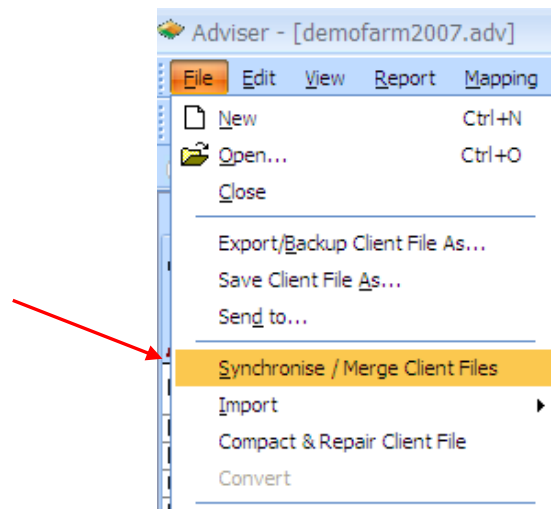 Adviser - [demofarm2007.adv]
File Edit View Report Mapping
New Ctrl+N
Open... Ctrl+O
Close
Export/Backup Client File As...
Save Client File As...
Send to...
Synchronise / Merge Client Files
Import
Compact & Repair Client File
Convert